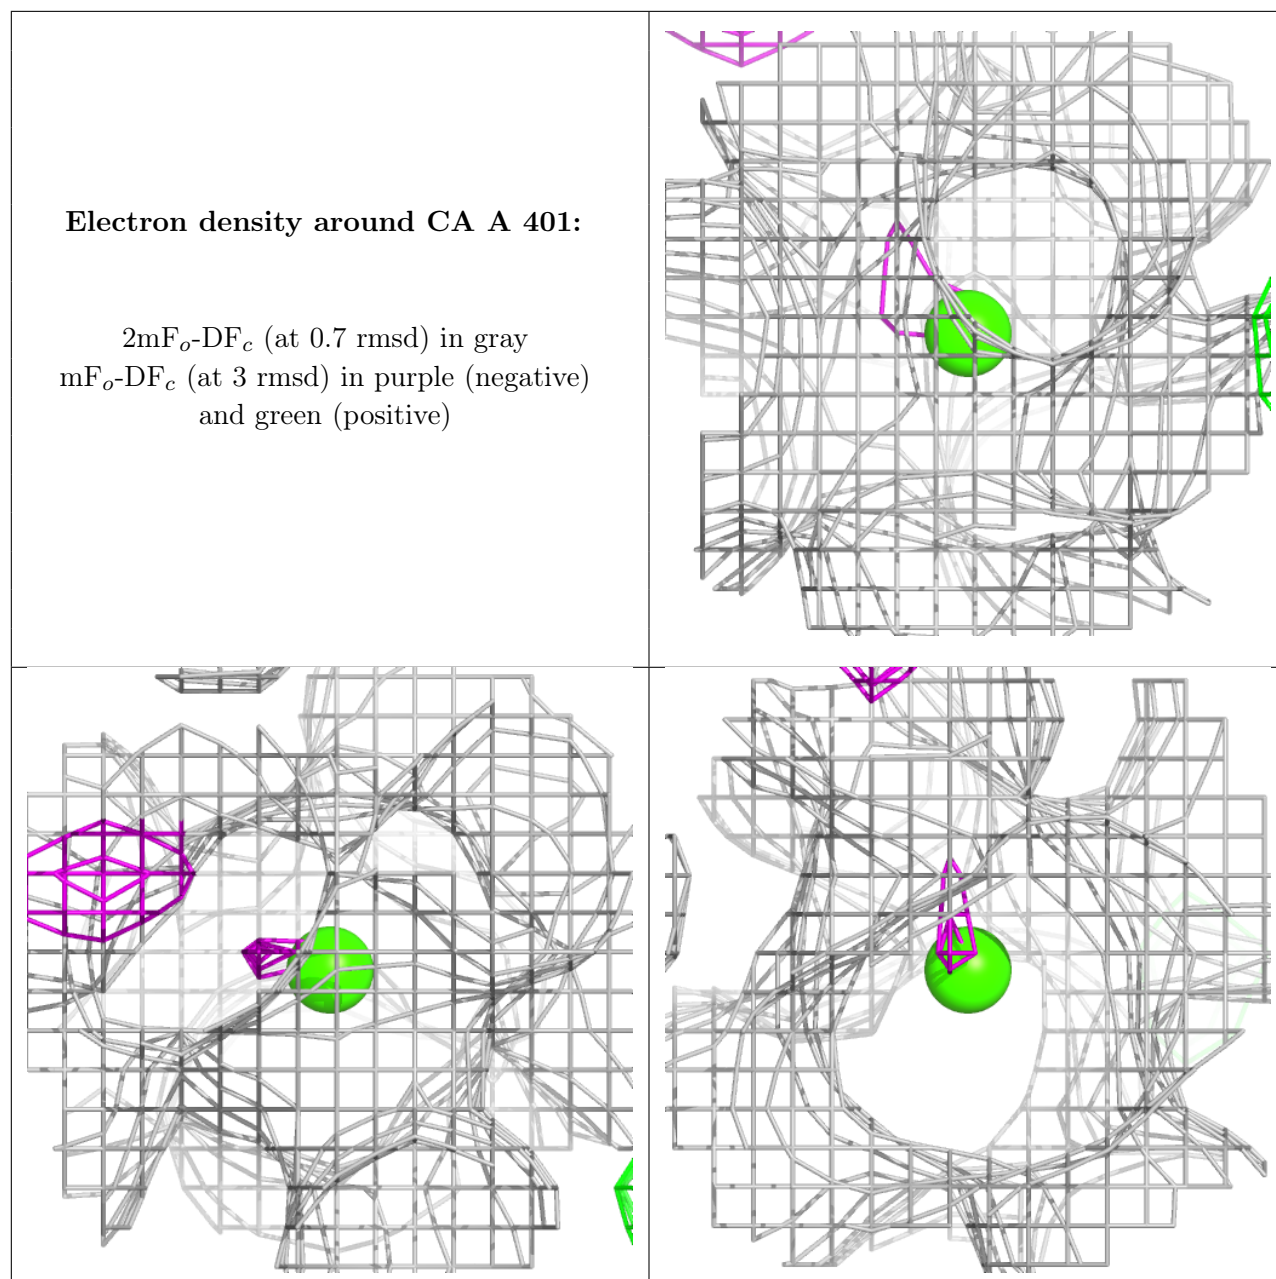 Electron density around CA A 401:
2mFo-DFc (at 0.7 rmsd) in gray
mFo-DFc (at 3 rmsd) in purple (negative)
and green (positive)